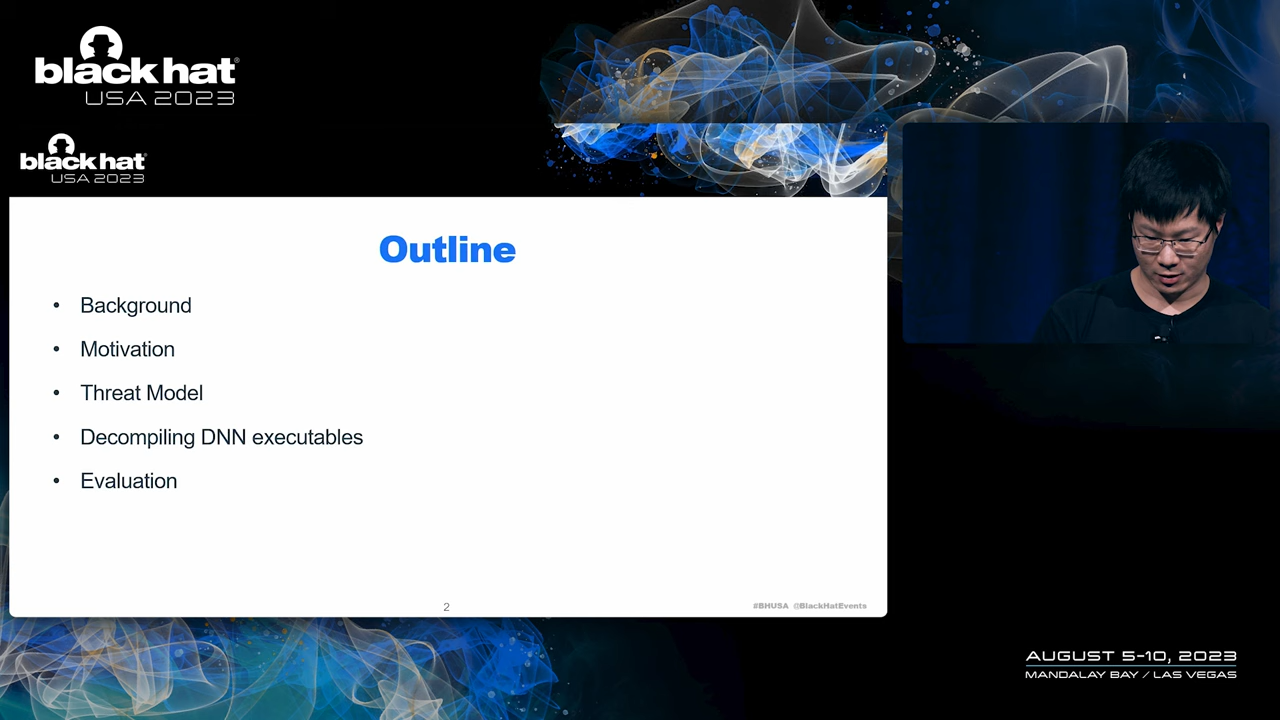 black hat®
USA 2023
black hat®
USA 2023
Outline
• Background
• Motivation
• Threat Model
• Decompiling DNN executables
• Evaluation
2
#BHUSA @BlackHatEvents
AUGUST 5-10, 2023
MANDALAY BAY / LAS VEGAS